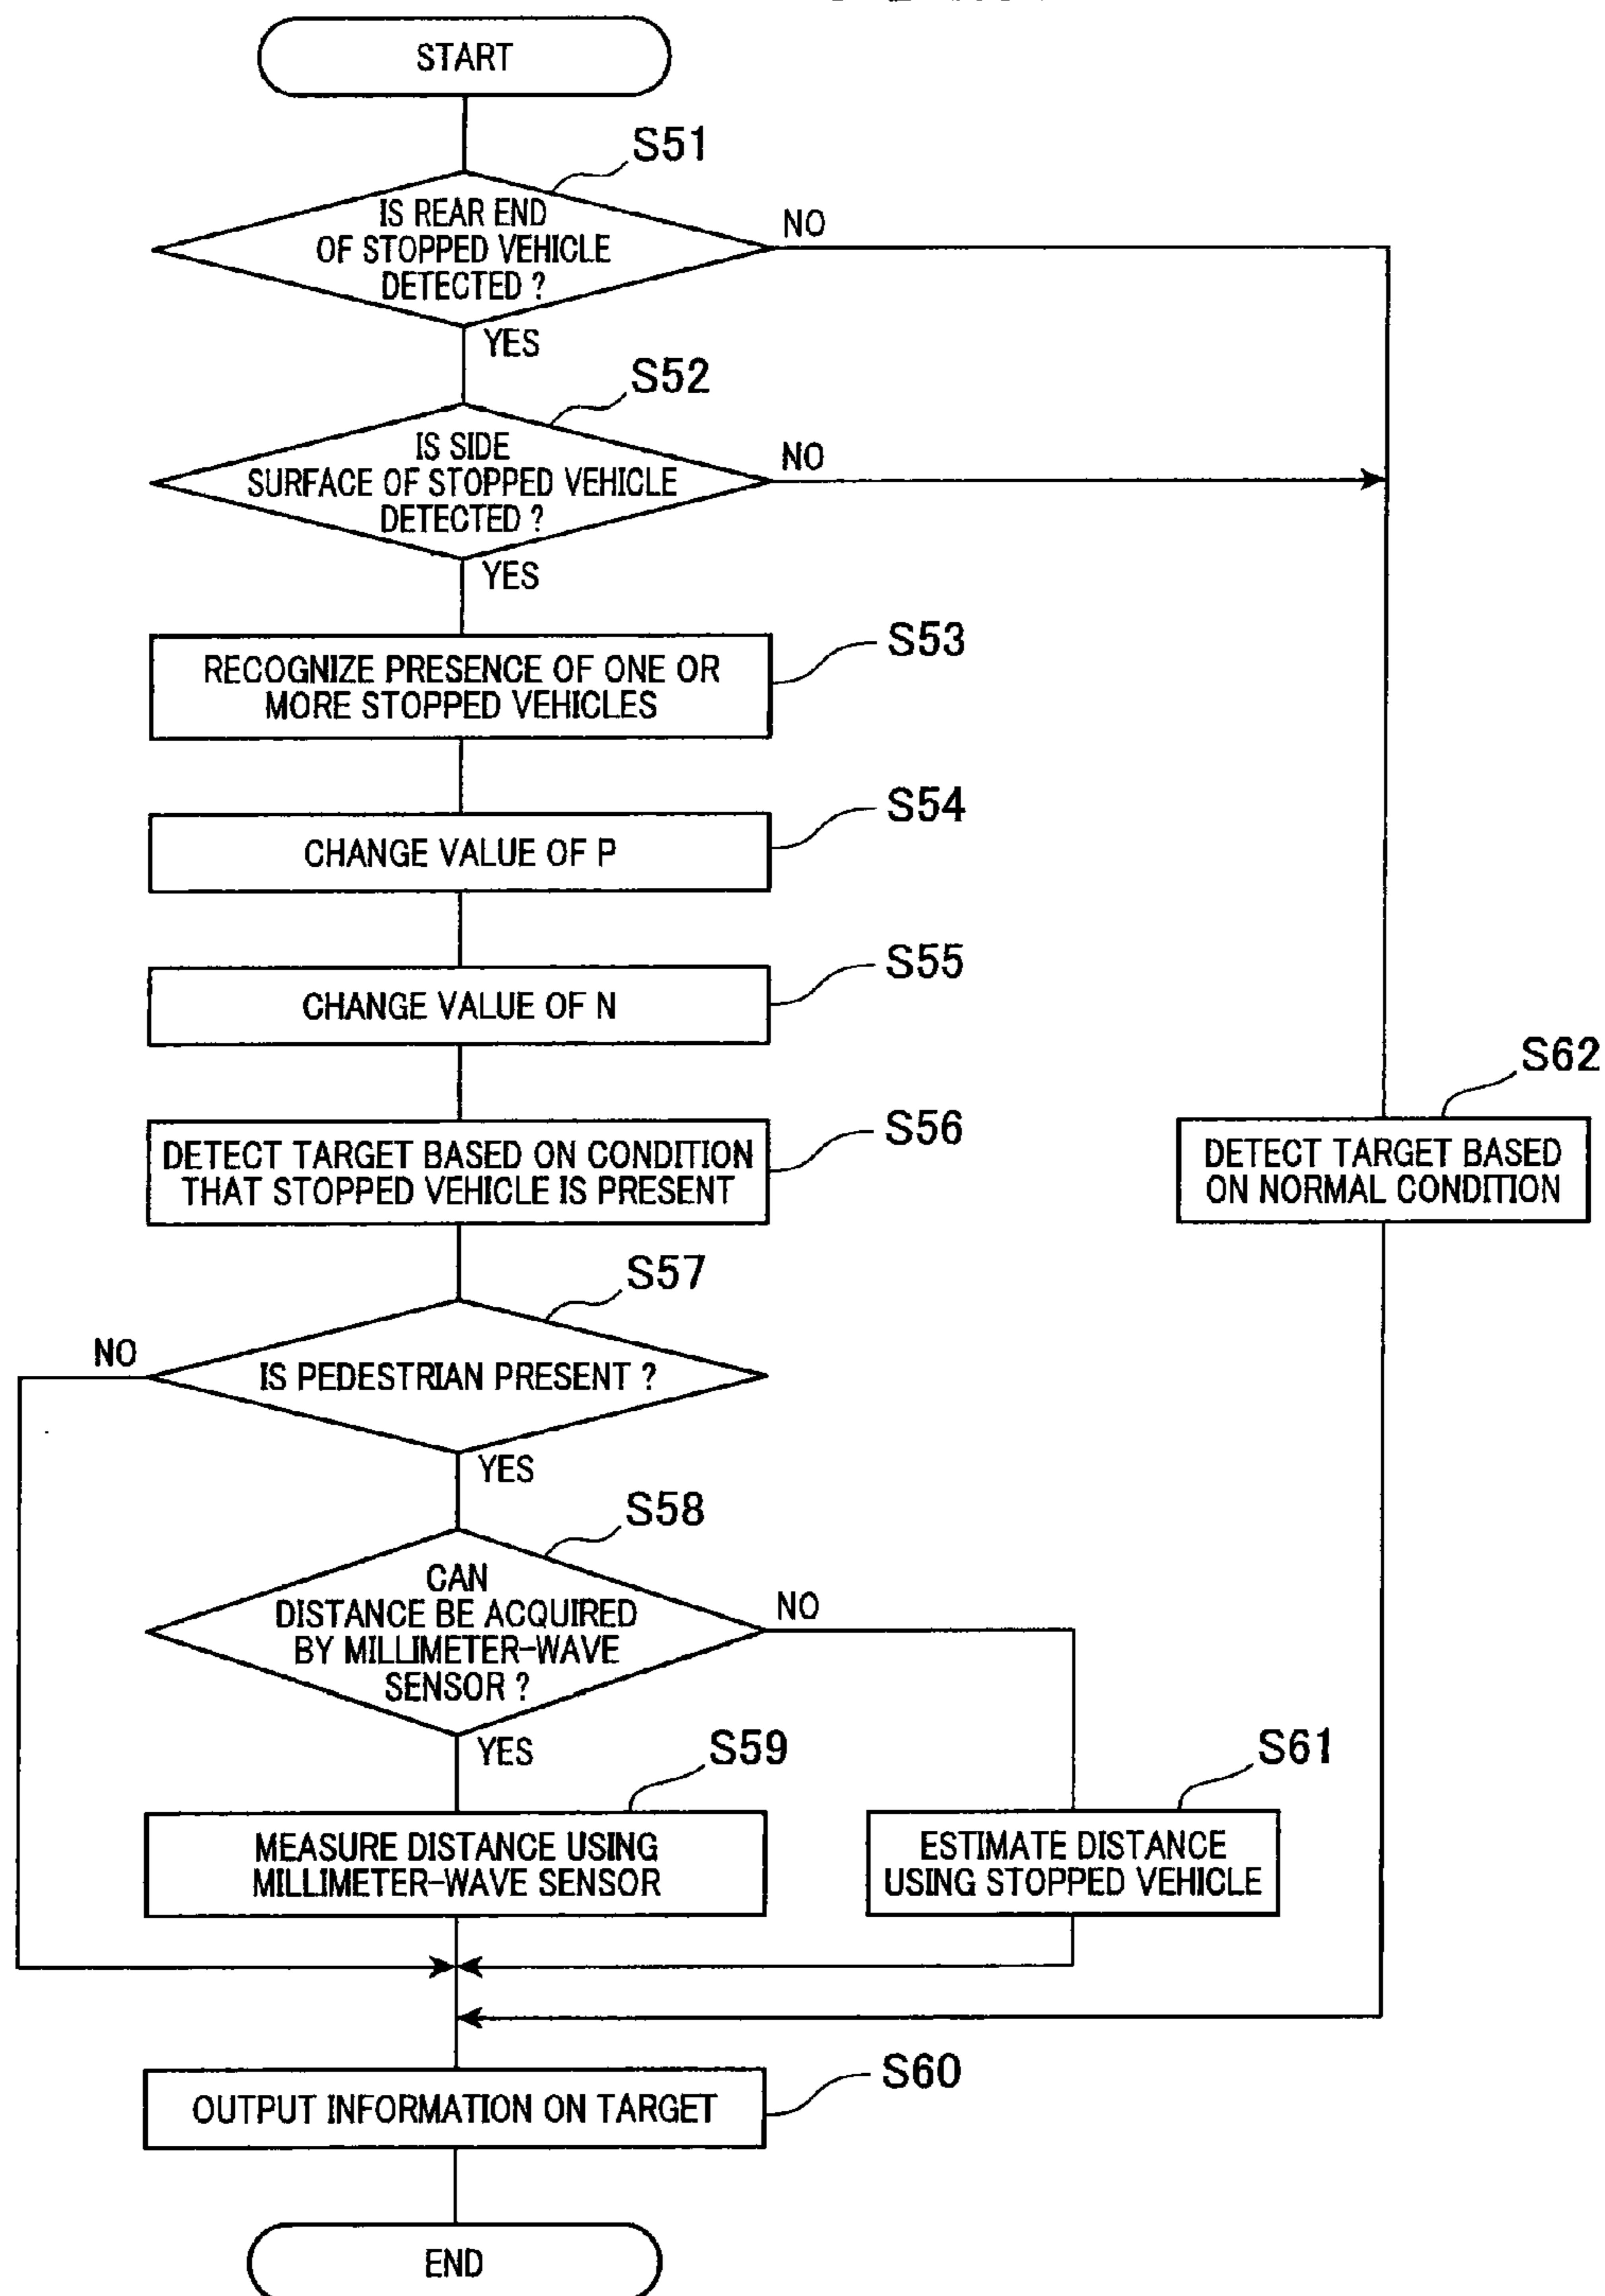 START
S51
IS REAR END
OF STOPPED VEHICLE
DETECTED ?
NO
YES
S52
IS SIDE
SURFACE OF STOPPED VEHICLE
DETECTED ?
NO
YES
S53
RECOGNIZE PRESENCE OF ONE OR
MORE STOPPED VEHICLES
S54
CHANGE VALUE OF P
S55
CHANGE VALUE OF N
S56
DETECT TARGET BASED ON CONDITION
THAT STOPPED VEHICLE IS PRESENT
S62
DETECT TARGET BASED
ON NORMAL CONDITION
S57
NO
IS PEDESTRIAN PRESENT ?
YES
S58
CAN
DISTANCE BE ACQUIRED
BY MILLIMETER-WAVE
SENSOR ?
NO
YES
S59
MEASURE DISTANCE USING
MILLIMETER-WAVE SENSOR
S61
ESTIMATE DISTANCE
USING STOPPED VEHICLE
S60
OUTPUT INFORMATION ON TARGET
END